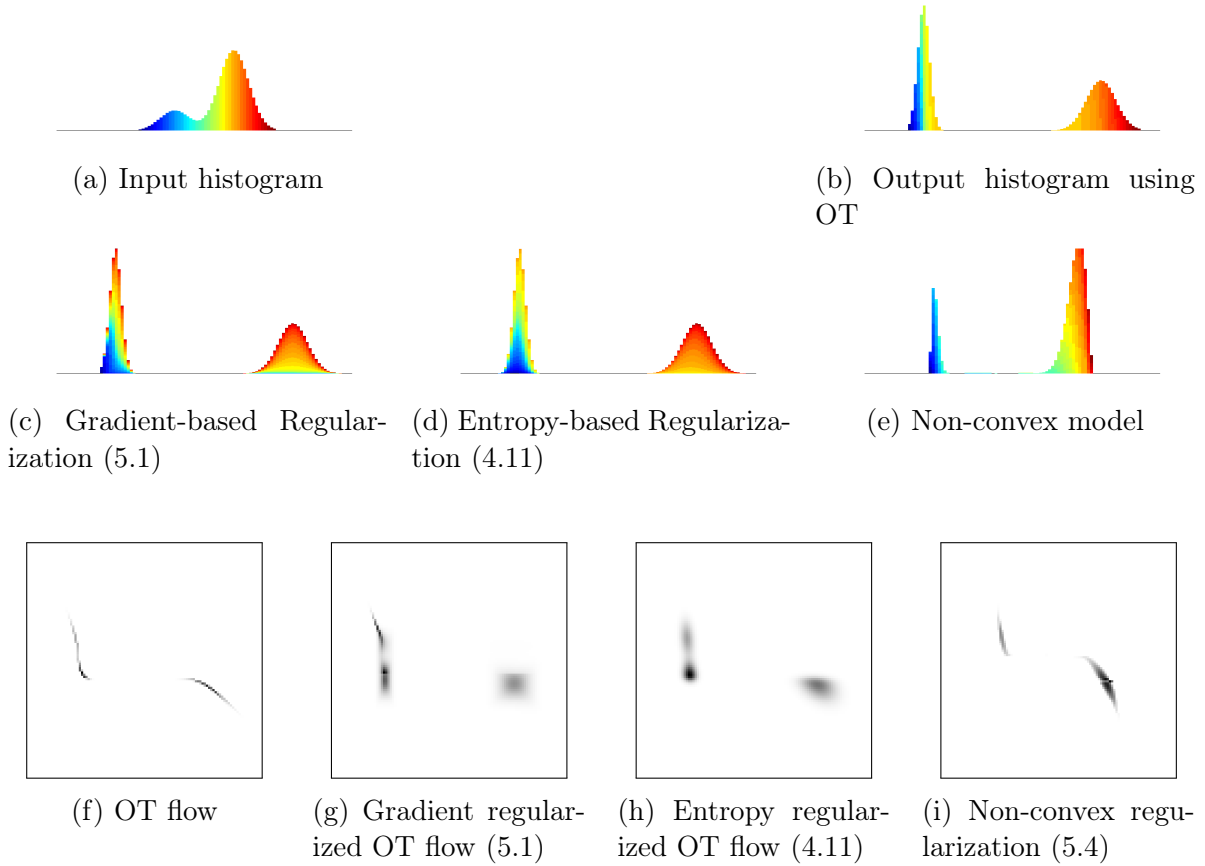 (a) Input histogram
(b) Output histogram using
OT
(c) Gradient-based Regular-
ization (5.1)
(d) Entropy-based Regulariza-
tion (4.11)
(e) Non-convex model
(f) OT flow
(g) Gradient regular-
ized OT flow (5.1)
(h) Entropy regular-
ized OT flow (4.11)
(i) Non-convex regu-
larization (5.4)